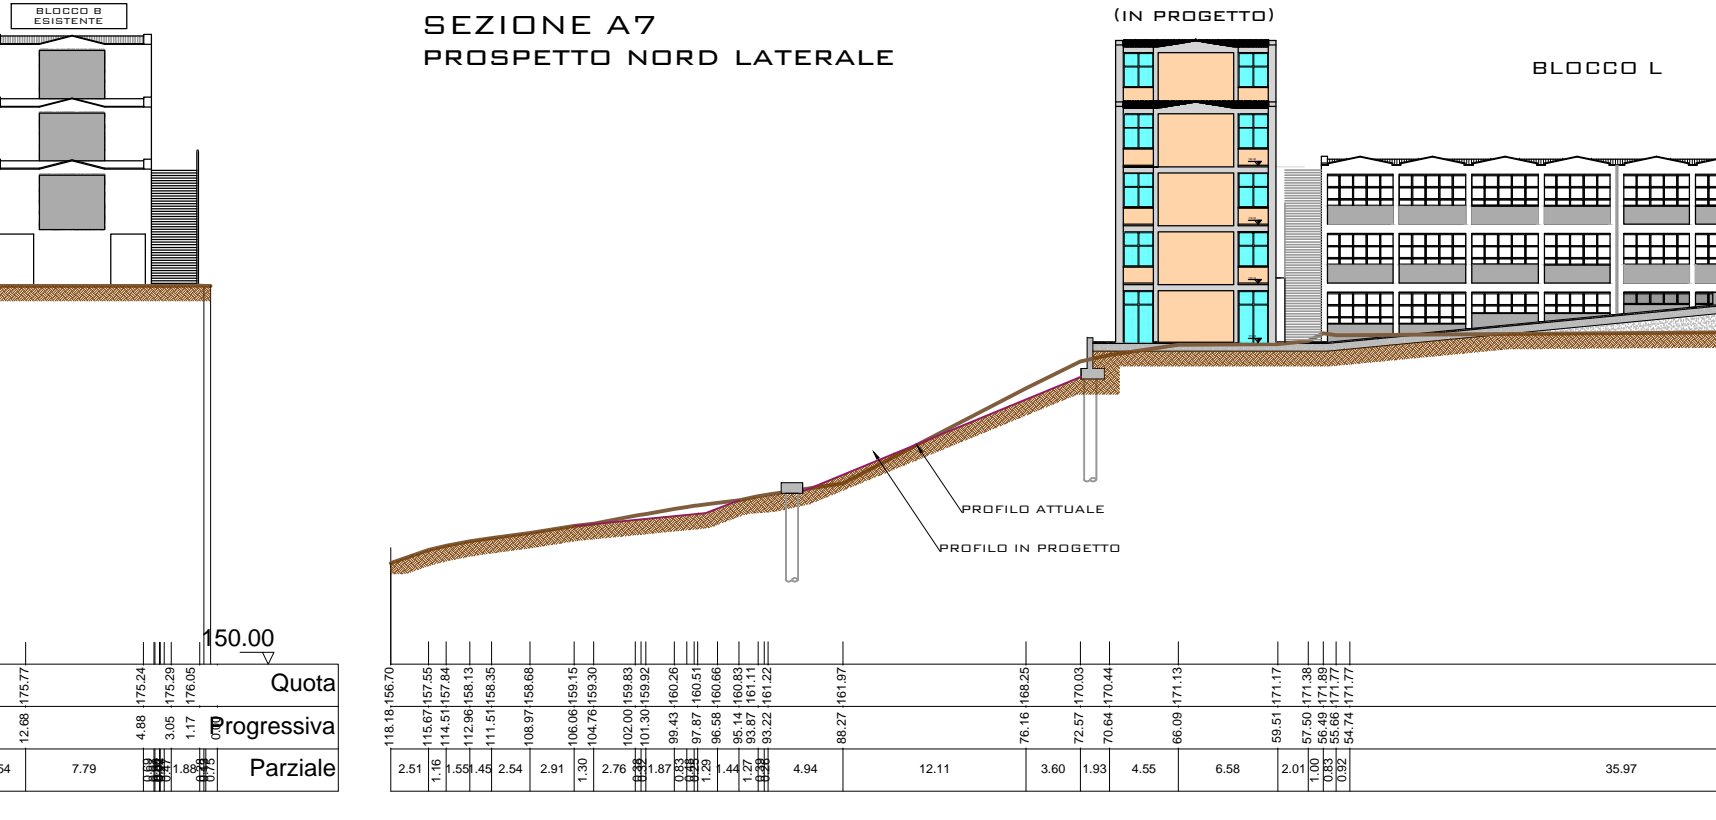 BLOCCO B
ESISTENTE
SEZIONE A7
PROSPETTO NORD LATERALE
(IN PROGETTO)
BLOCCO L
PROFILO ATTUALE
PROFILO IN PROGETTO
150.00
175.77 175.24 175.29 176.05 Quota
12.68 4.88 3.05 1.17 Progressiva
54 7.79 1.88 0.75 Parziale
156.70 157.55 157.84 158.13 158.35 158.68 159.15 159.30 159.83 159.92 160.26 160.51 160.66 160.83 161.11 161.22 161.97 168.25 170.03 170.44 171.13 171.17 171.38 171.89 171.77 171.77
118.18 115.67 114.51 112.96 111.51 108.97 106.06 104.76 102.00 101.30 99.43 97.87 96.58 95.14 93.87 93.22 88.27 76.16 72.57 70.64 66.09 59.51 57.50 56.49 55.66 54.74
2.51 1.16 1.55 1.45 2.54 2.91 1.30 2.76 1.87 0.83 1.29 1.44 1.27 4.94 12.11 3.60 1.93 4.55 6.58 2.01 1.00 0.83 0.92 35.97